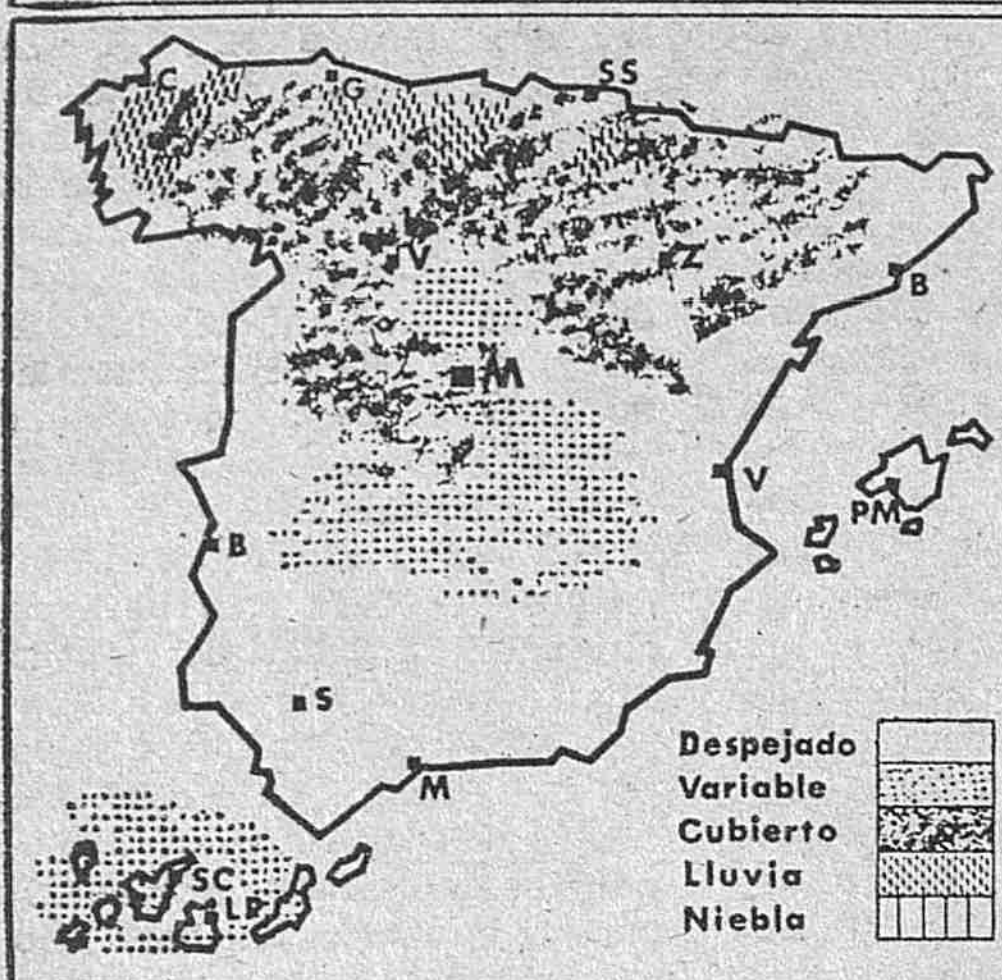 C
G
SS
V
Z
B
M
V
PM
B
S
M
SC
LP
Despejado
Variable
Cubierto
Lluvia
Niebla